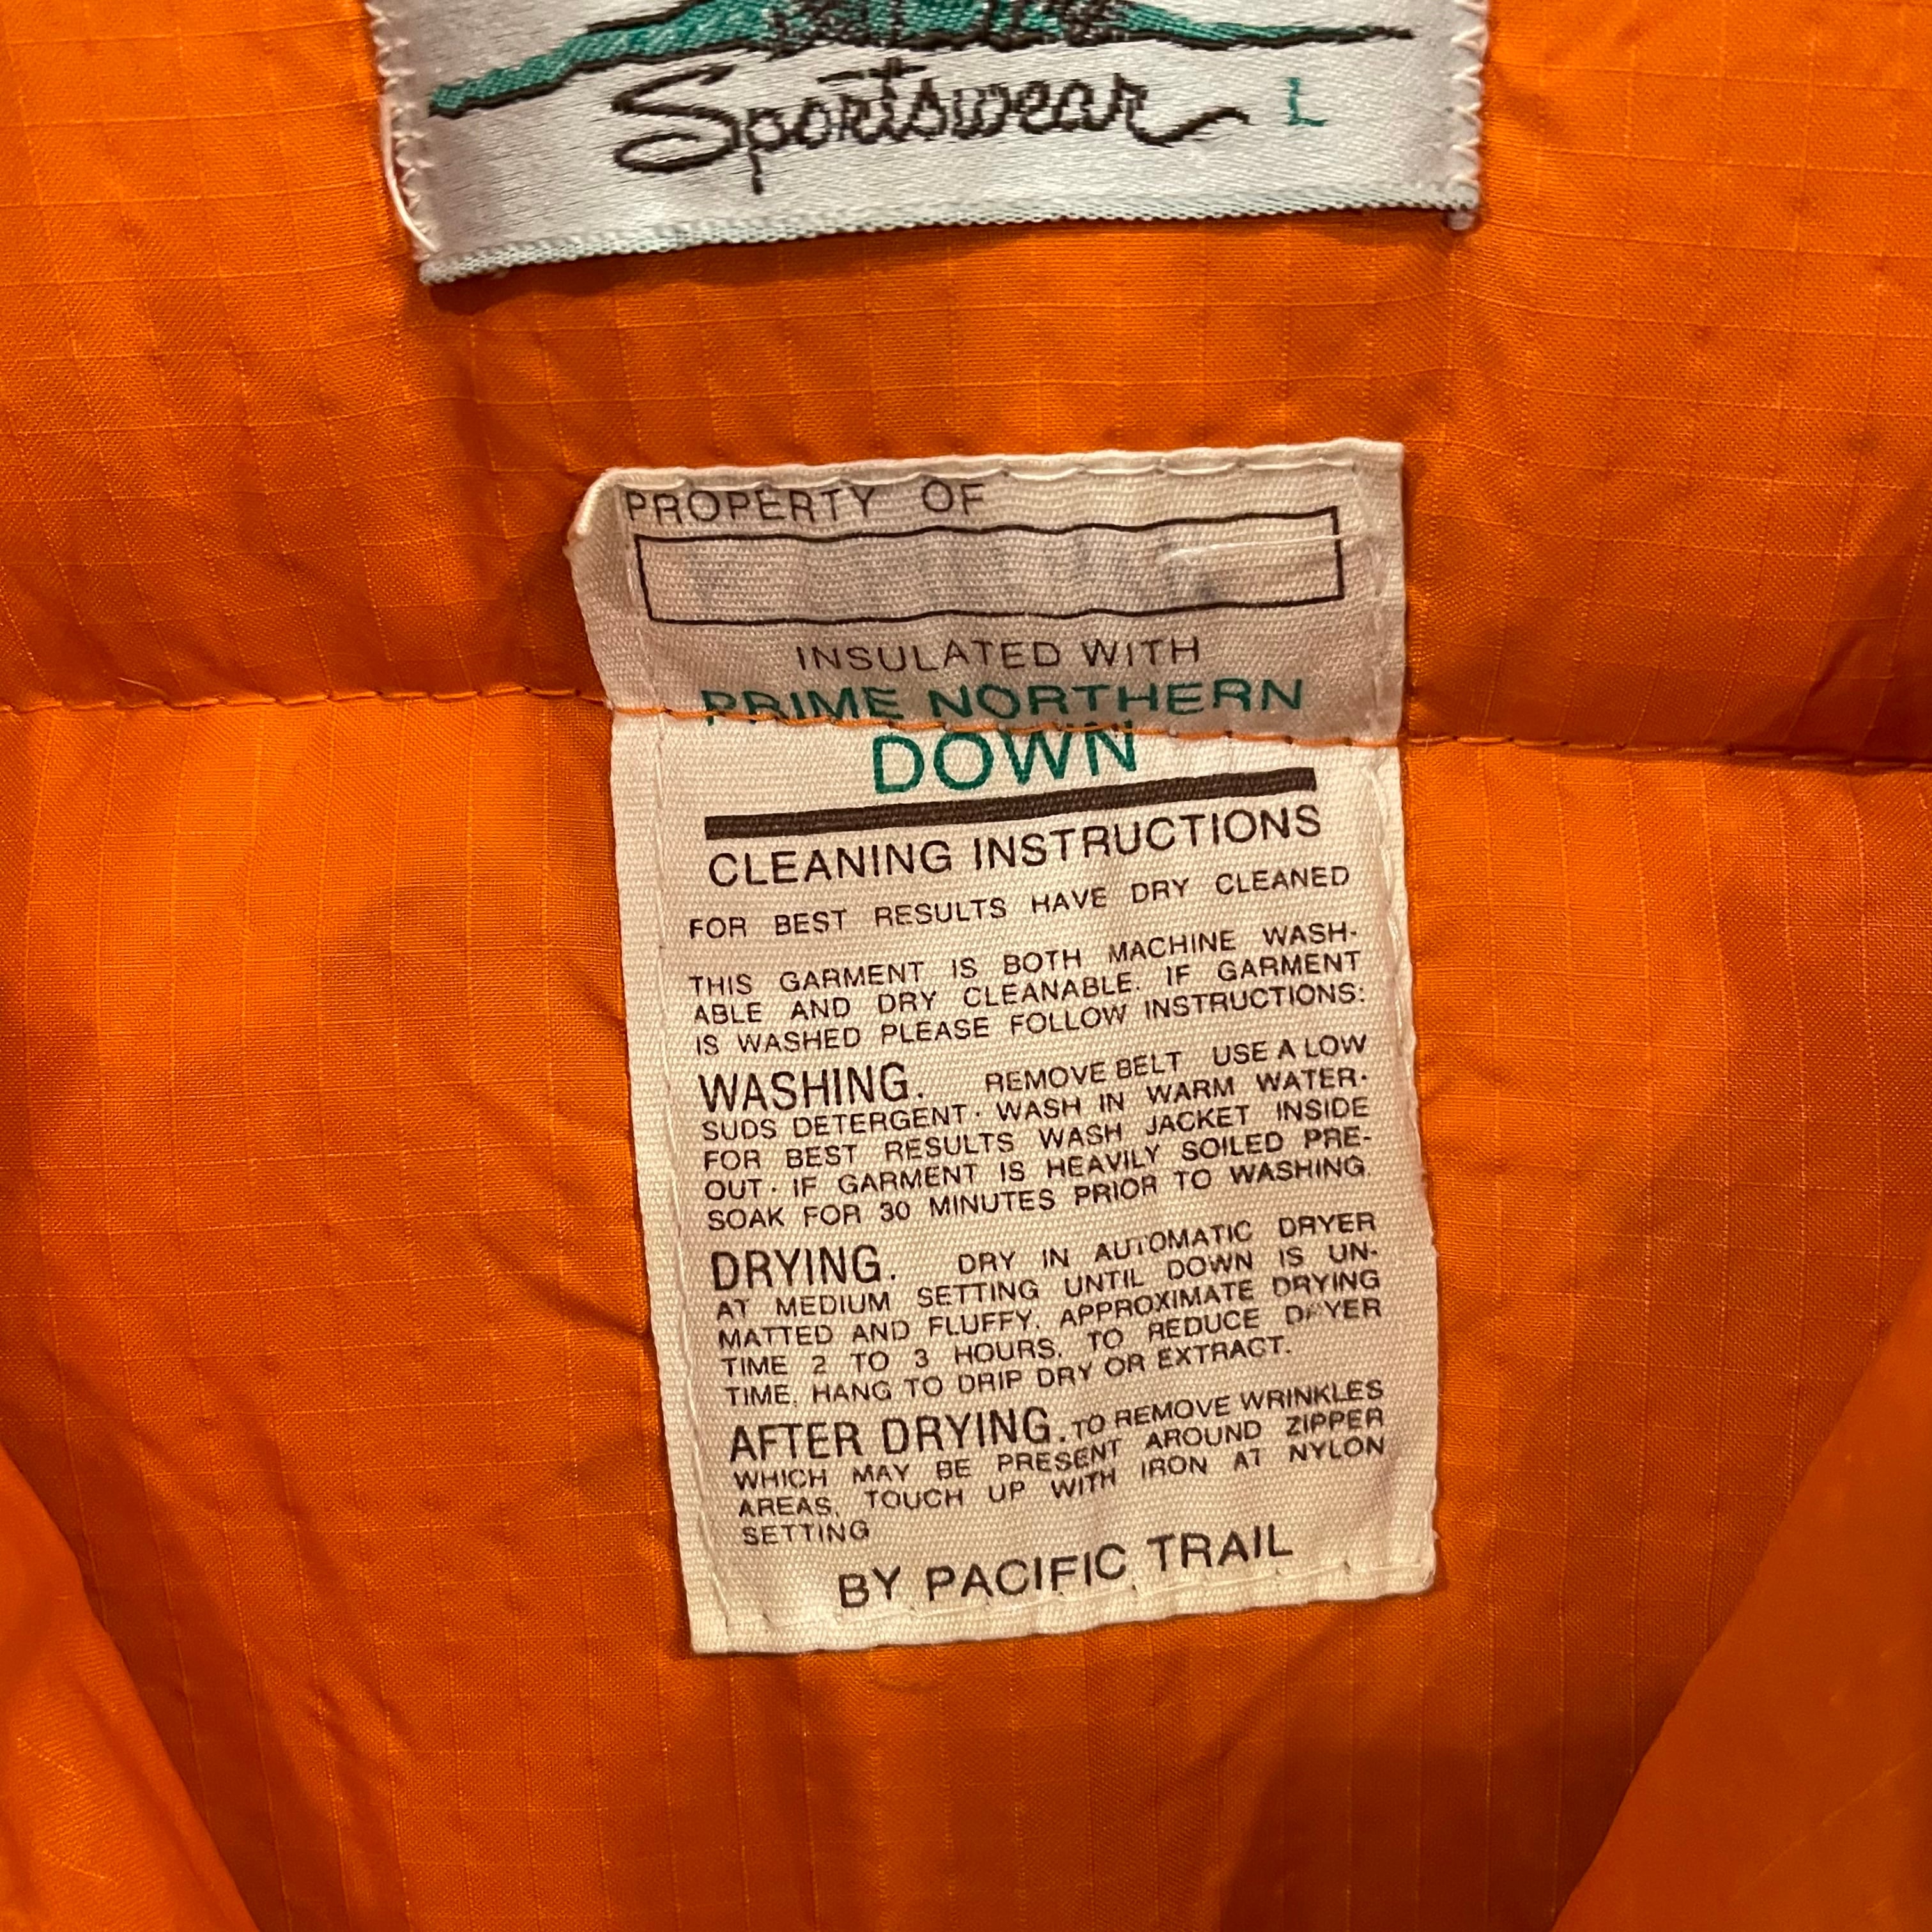 Sportswear L
PROPERTY OF
INSULATED WITH
PRIME NORTHERN
DOWN
CLEANING INSTRUCTIONS
FOR BEST RESULTS HAVE DRY CLEANED
THIS GARMENT IS BOTH MACHINE WASH-
ABLE AND DRY CLEANABLE. IF GARMENT
IS WASHED PLEASE FOLLOW INSTRUCTIONS:
WASHING. REMOVE BELT USE A LOW
SUDS DETERGENT. WASH IN WARM WATER.
FOR BEST RESULTS WASH JACKET INSIDE
OUT. IF GARMENT IS HEAVILY SOILED PRE-
SOAK FOR 30 MINUTES PRIOR TO WASHING
DRYING. DRY IN AUTOMATIC DRYER
AT MEDIUM SETTING UNTIL DOWN IS UN-
MATTED AND FLUFFY. APPROXIMATE DRYING
TIME 2 TO 3 HOURS. TO REDUCE DRYER
TIME, HANG TO DRIP DRY OR EXTRACT.
AFTER DRYING. TO REMOVE WRINKLES
WHICH MAY BE PRESENT AROUND ZIPPER
AREAS, TOUCH UP WITH IRON AT NYLON
SETTING
BY PACIFIC TRAIL